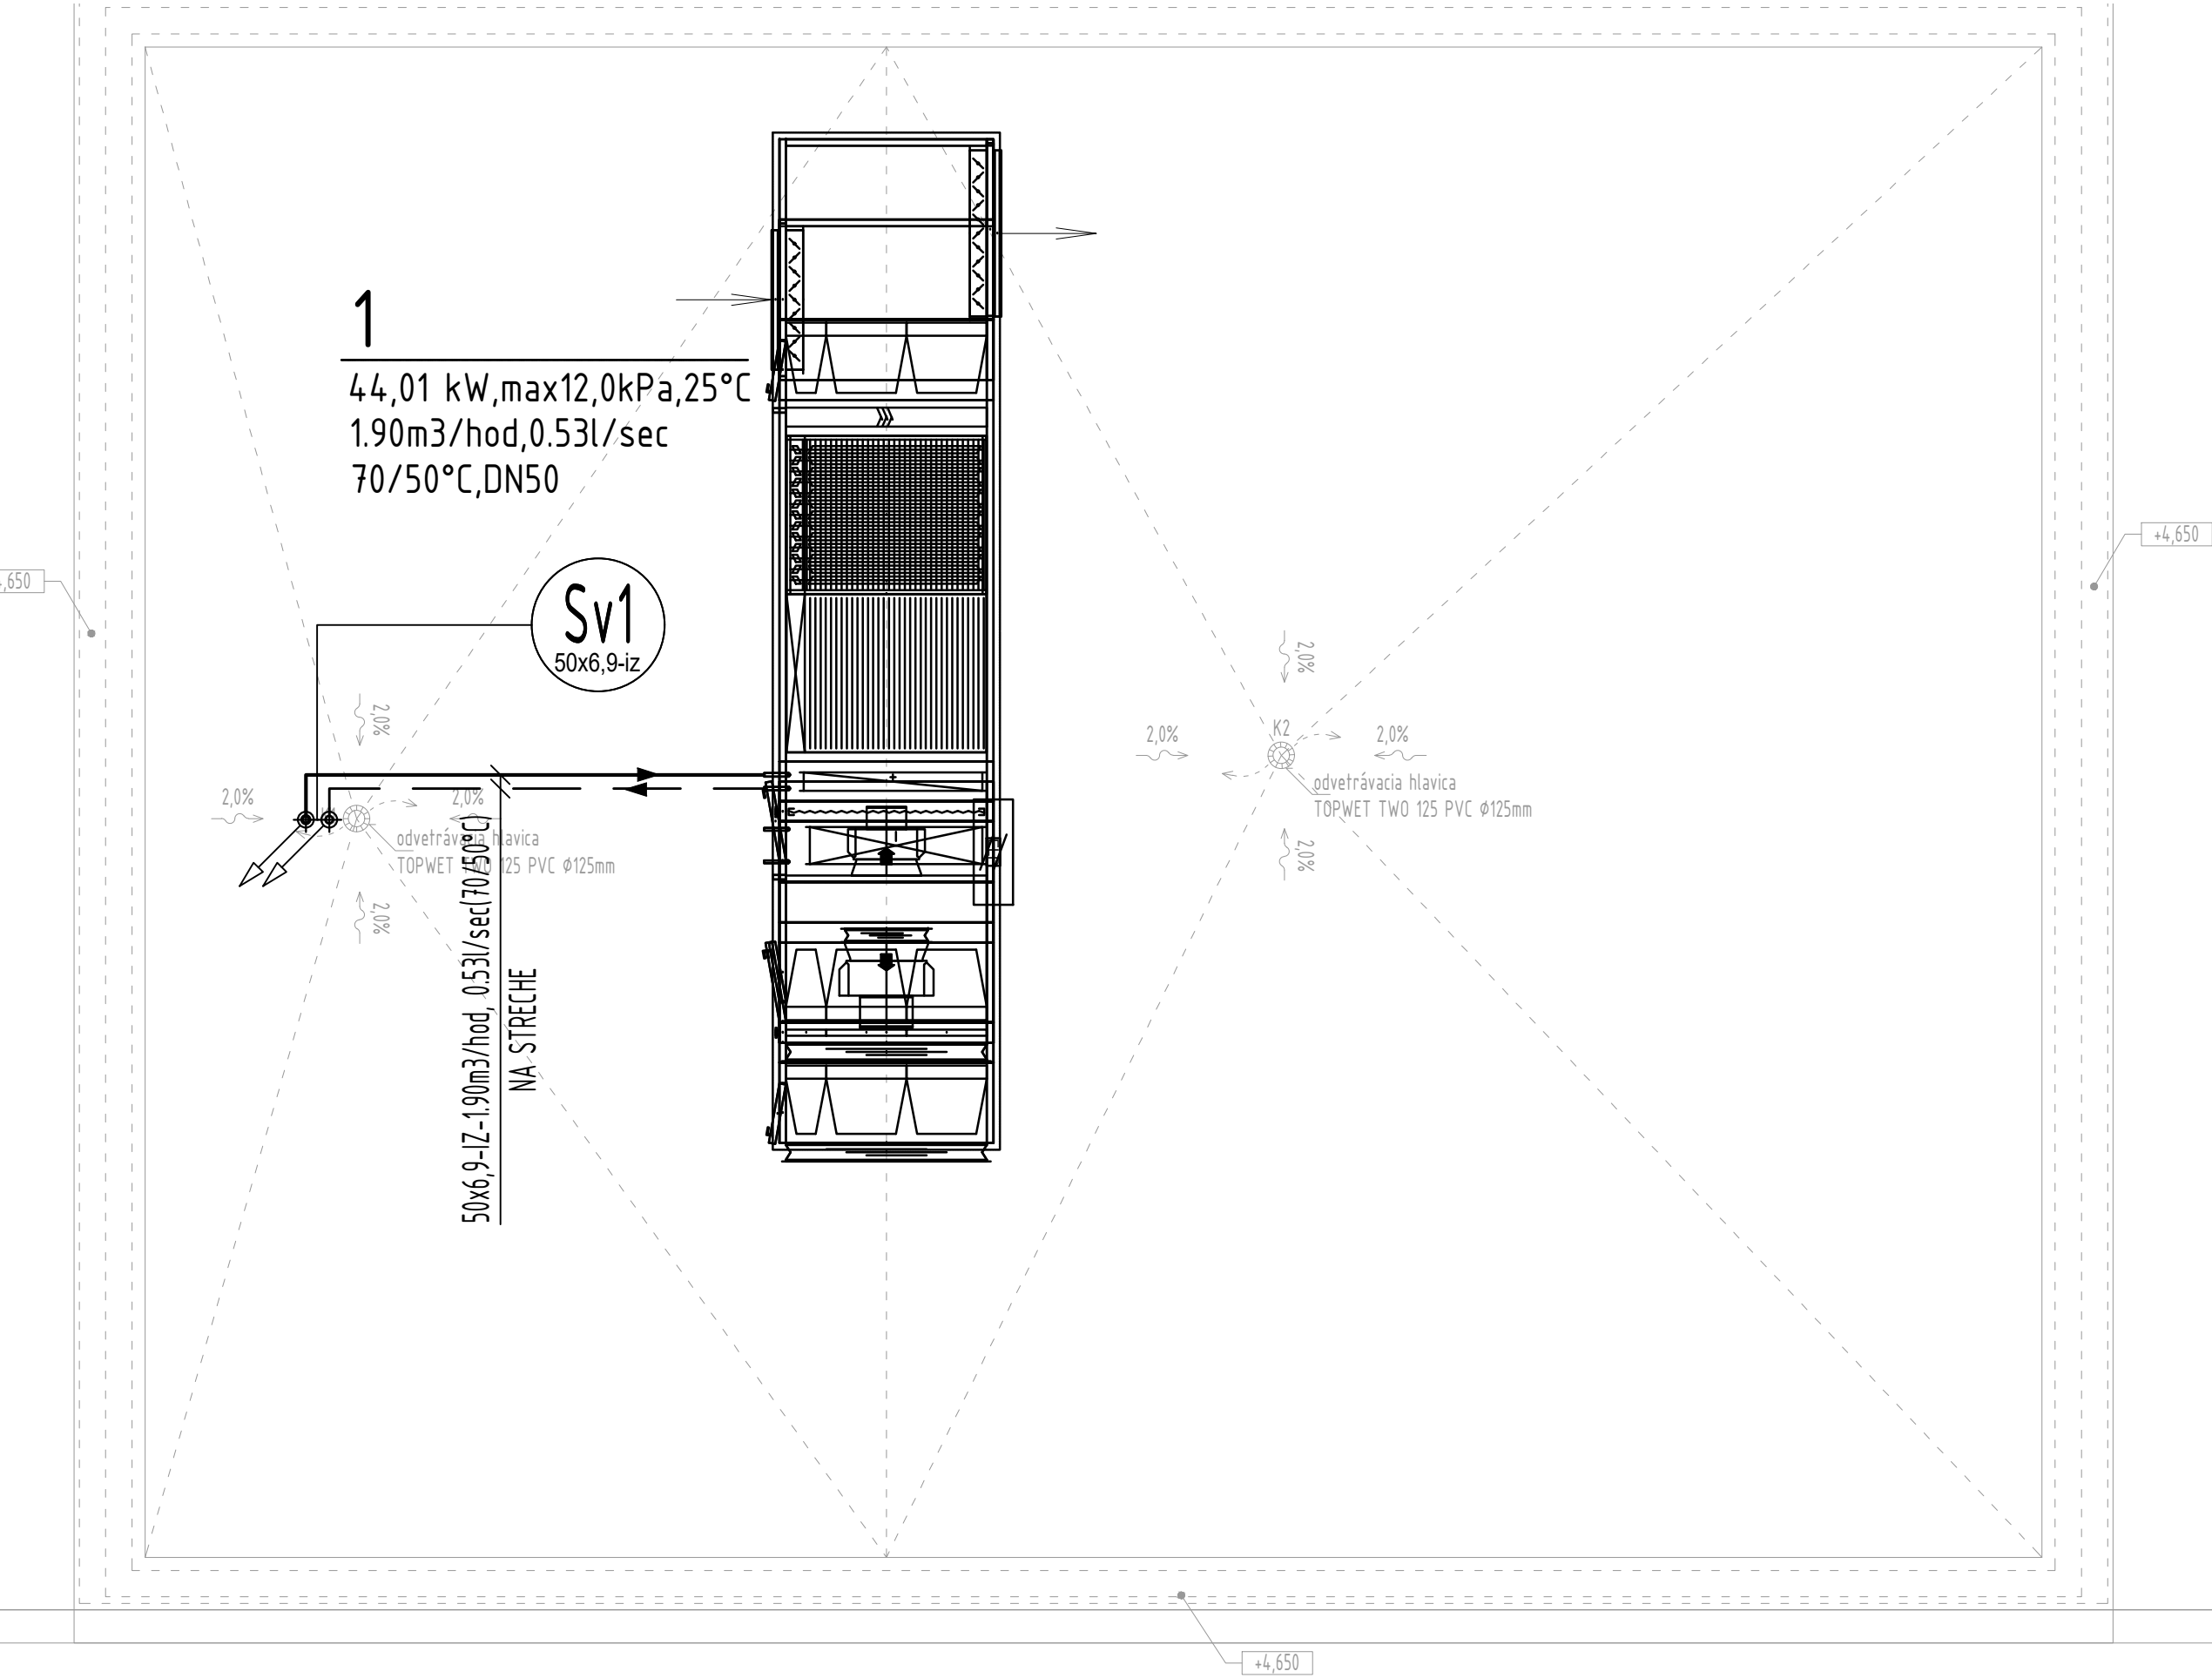 1
44,01 kW,max12,0kPa,25°C
1.90m3/hod,0.53l/sec
70/50°C,DN50
Sv1
50x6,9-iz
4,650
+4,650
2,0%
2,0%
2,0%
2,0%
odvetrávacia hlavica
TOPWET TWO 125 PVC ϕ125mm
50x6,9-IZ-1.90m3/hod, 0.53l/sec(70/50°C)
NA STRECHE
K2
2,0%
2,0%
2,0%
2,0%
odvetrávacia hlavica
TOPWET TWO 125 PVC ϕ125mm
+4,650